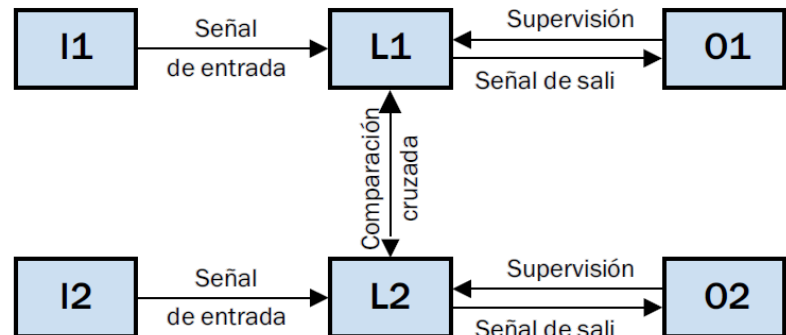 Señal
Supervisión
I1
L1
O1
de entrada
Señal de sali
Comparación
cruzada
Señal
Supervisión
I2
L2
O2
de entrada
Señal de sali